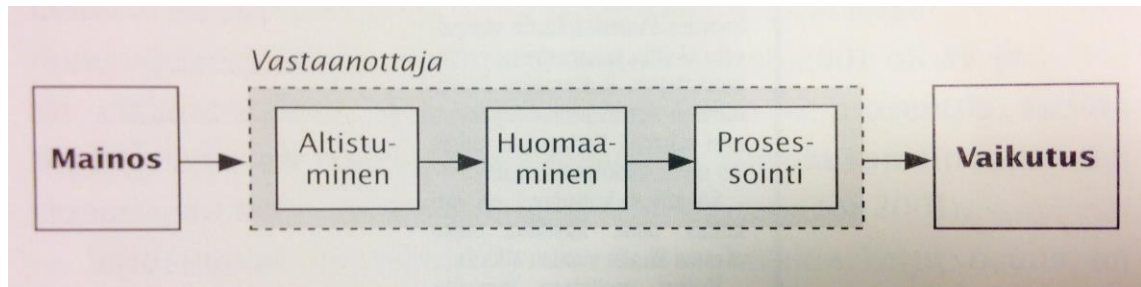 Vastaanottaja
Mainos
Altistu-
minen
Huomaa-
minen
Proses-
sointi
Vaikutus